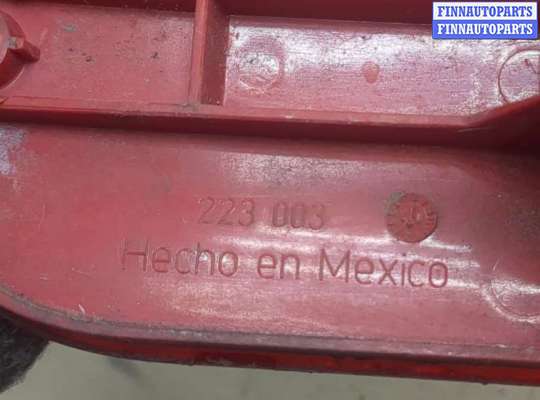 FINNAUTOPARTS
FINNAUTOPARTS
223 003
Hecho en Mexico